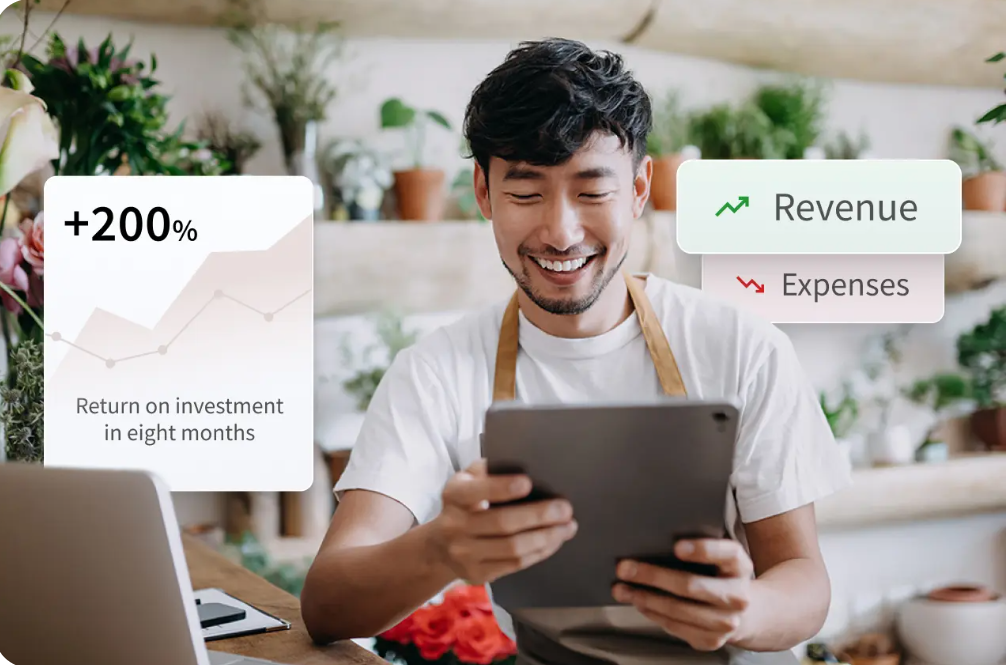 +200%
Return on investment
in eight months
Revenue
Expenses